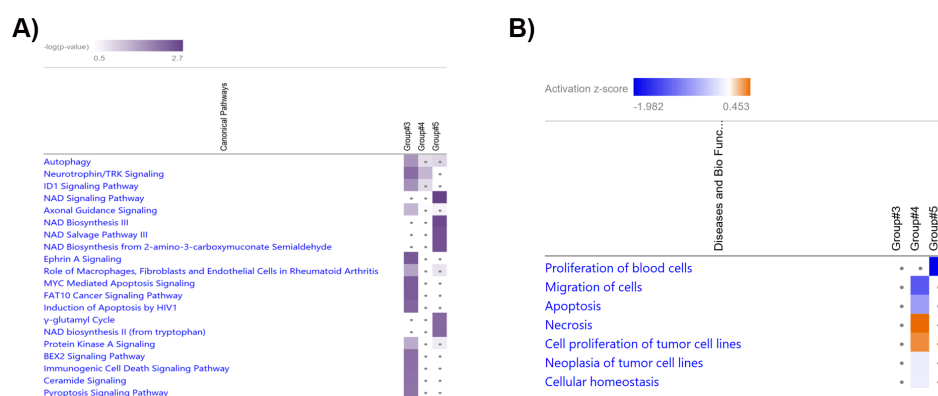 A)
-log(p-value)
0.5 2.7
Canonical Pathways
Group#3
Group#4
Group#5
Autophagy
Neurotrophin/TRK Signaling
ID1 Signaling Pathway
NAD Signaling Pathway
Axonal Guidance Signaling
NAD Biosynthesis III
NAD Salvage Pathway III
NAD Biosynthesis from 2-amino-3-carboxymuconate Semialdehyde
Ephrin A Signaling
Role of Macrophages, Fibroblasts and Endothelial Cells in Rheumatoid Arthritis
MYC Mediated Apoptosis Signaling
FAT10 Cancer Signaling Pathway
Induction of Apoptosis by HIV1
γ-glutamyl Cycle
NAD biosynthesis II (from tryptophan)
Protein Kinase A Signaling
BEX2 Signaling Pathway
Immunogenic Cell Death Signaling Pathway
Ceramide Signaling
Pyroptosis Signaling Pathway
B)
Activation z-score
-1.982 0.453
Diseases and Bio Func...
Group#3
Group#4
Group#5
Proliferation of blood cells
Migration of cells
Apoptosis
Necrosis
Cell proliferation of tumor cell lines
Neoplasia of tumor cell lines
Cellular homeostasis